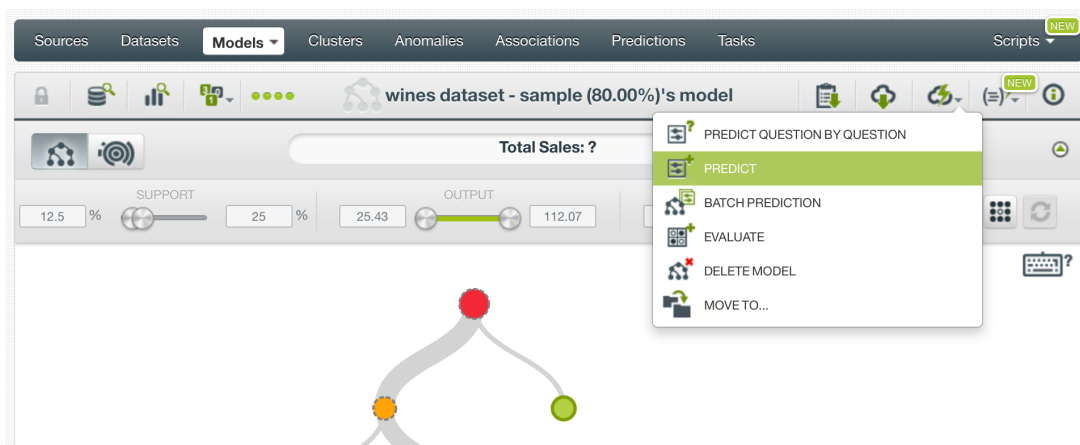 NEW
Sources Datasets Models Clusters Anomalies Associations Predictions Tasks Scripts
NEW
wines dataset - sample (80.00%)'s model
PREDICT QUESTION BY QUESTION
Total Sales: ?
PREDICT
SUPPORT OUTPUT
BATCH PREDICTION
12.5 % 25 % 25.43 112.07
EVALUATE
DELETE MODEL
MOVE TO...
?